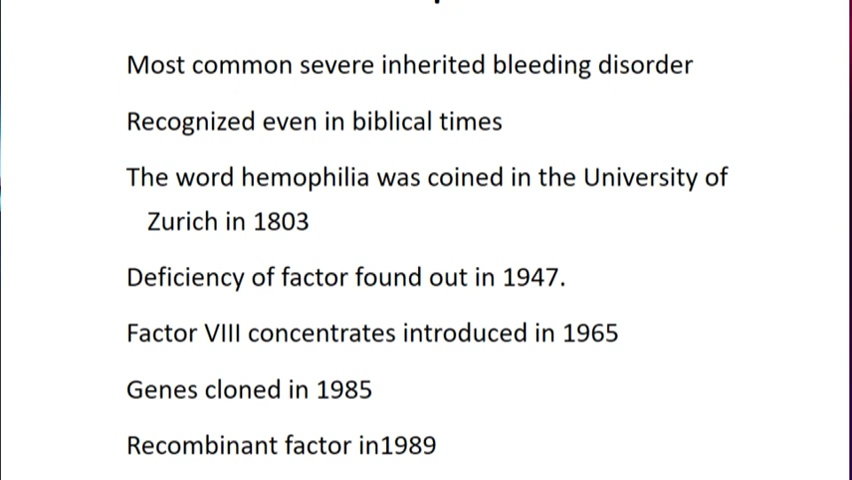 Most common severe inherited bleeding disorder
Recognized even in biblical times
The word hemophilia was coined in the University of
Zurich in 1803
Deficiency of factor found out in 1947.
Factor VIII concentrates introduced in 1965
Genes cloned in 1985
Recombinant factor in1989